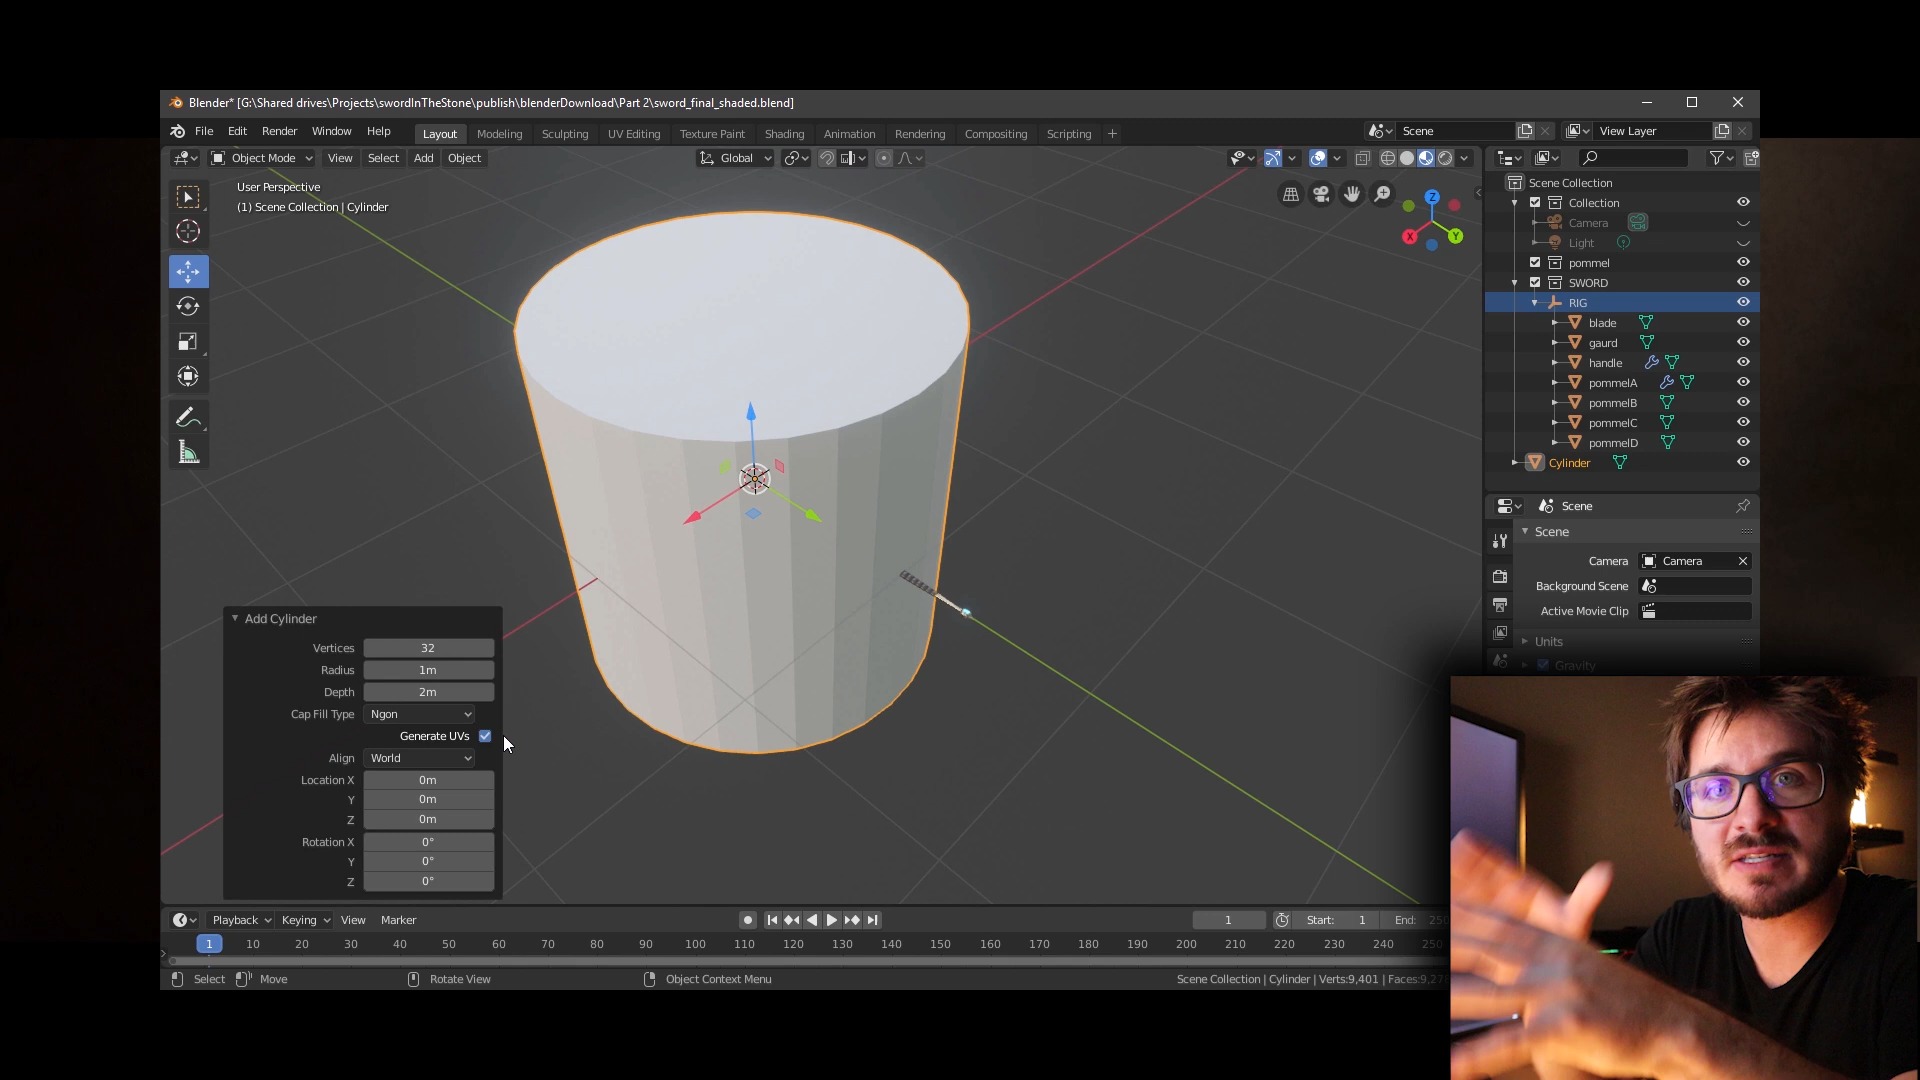 Blender* [G:\Shared drives\Projects\swordInTheStone\publish\blenderDownload\Part 2\sword_final_shaded.blend]
File Edit Render Window Help Layout Modeling Sculpting UV Editing Texture Paint Shading Animation Rendering Compositing Scripting + Scene View Layer
Object Mode View Select Add Object Global
User Perspective
(1) Scene Collection | Cylinder
Z
X
Y
Scene Collection
Collection
Camera
Light
pommel
SWORD
RIG
blade
gaurd
handle
pommelA
pommelB
pommelC
pommelD
Cylinder
Scene
Scene
Camera Camera
Background Scene
Active Movie Clip
Units
Gravity
Add Cylinder
Vertices 32
Radius 1m
Depth 2m
Cap Fill Type Ngon
Generate UVs
Align World
Location X 0m
Y 0m
Z 0m
Rotation X 0°
Y 0°
Z 0°
Playback Keying View Marker 1 Start: 1 End: 250
1 10 20 30 40 50 60 70 80 90 100 110 120 130 140 150 160 170 180 190 200 210 220 230 240 250
Select Move Rotate View Object Context Menu Scene Collection | Cylinder | Verts:9,401 | Faces:9,27